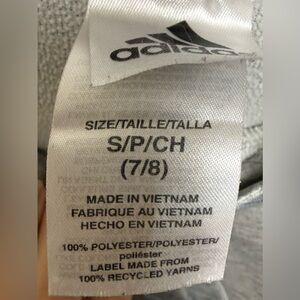 adidas
SIZE/TAILLE/TALLA
S/P/CH
(7/8)
MADE IN VIETNAM
FABRIQUE AU VIETNAM
HECHO EN VIETNAM
100% POLYESTER/POLYESTER/
poliéster
LABEL MADE FROM
100% RECYCLED YARNS